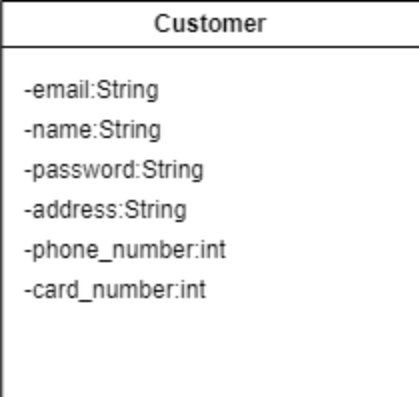 Customer
-email:String
-name:String
-password:String
-address:String
-phone_number:int
-card_number:int